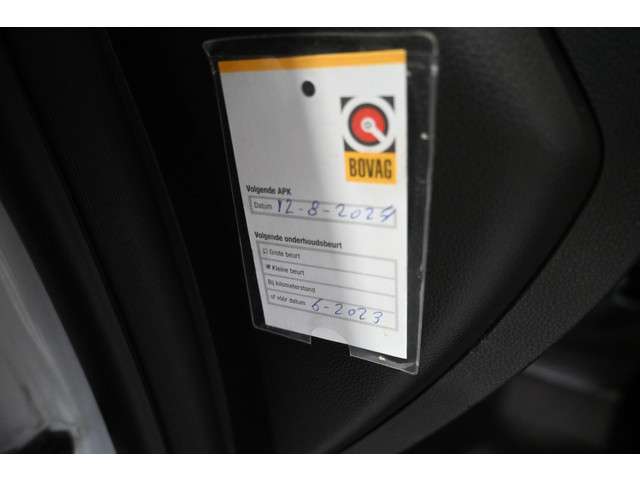 BOVAG
Volgende APK
Datum 12-8-2024
Volgende onderhoudsbeurt
Grote beurt
Kleine beurt
Bij kilometerstand
of vóór datum 6-2023